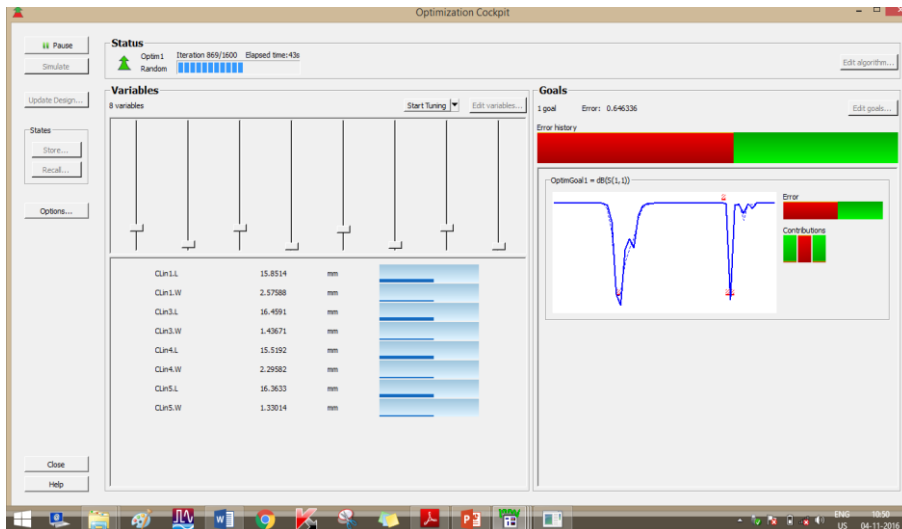 Optimization Cockpit
Pause
Simulate
Update Design...
States
Store...
Recall...
Options...
Close
Help
Status
Optim1 Iteration 869/1600 Elapsed time:43s
Random
Edit algorithm...
Variables
8 variables
Start Tuning
Edit variables...
CLin1.L 15.8514 mm
CLin1.W 2.57588 mm
CLin3.L 16.4591 mm
CLin3.W 1.43671 mm
CLin4.L 15.5192 mm
CLin4.W 2.29582 mm
CLin5.L 16.3633 mm
CLin5.W 1.33014 mm
Goals
1 goal Error: 0.646336
Edit goals...
Error history
OptimGoal1 = dB(S(1,1))
Error
Contributions
ENG 10:50
US 04-11-2016